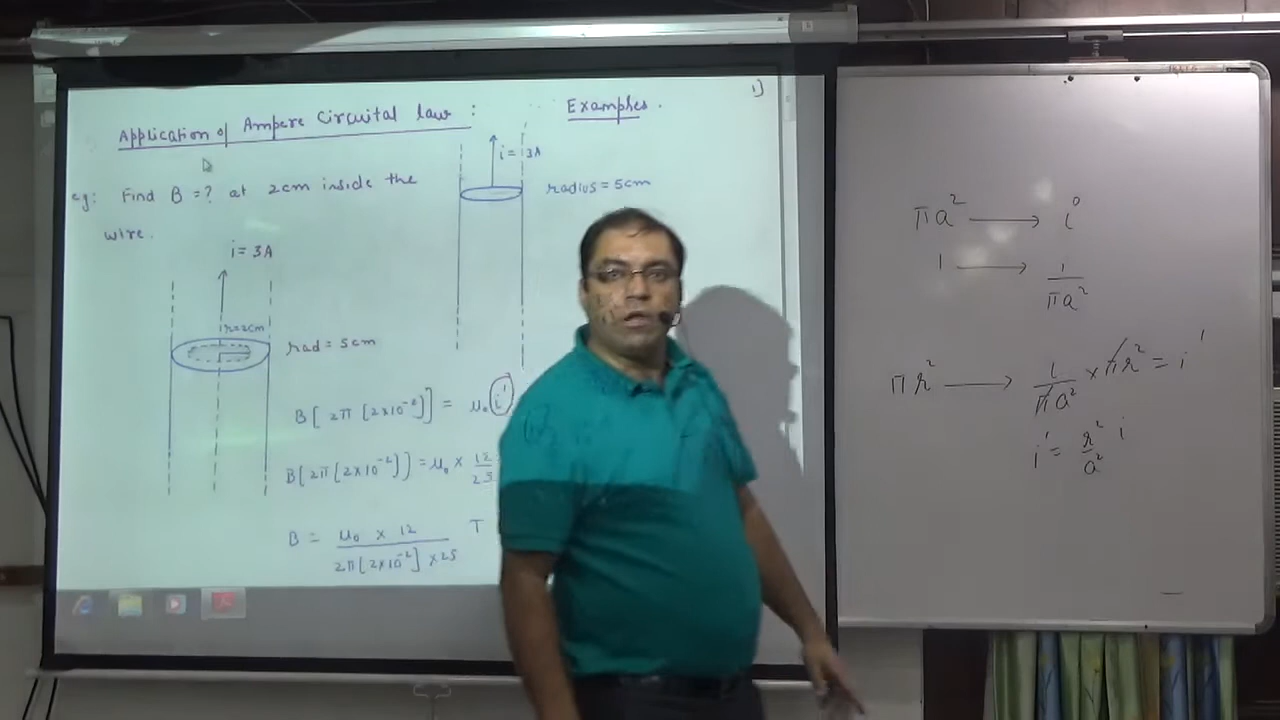 1)
Application of Ampere Circuital law : Examples.
i = 3A
radius = 5cm
eg: Find B = ? at 2cm inside the
wire.
i = 3A
r=2cm
rad = 5cm
B[2π[2×10⁻²]] = μ₀ i'
B[2π[2×10⁻²]] = μ₀ × 12/25
B = μ₀ × 12 / 2π[2×10⁻²] × 25 T
πa² → i
1 → i/πa²
πr² → i/πa² × πr² = i'
i' = r²/a² i